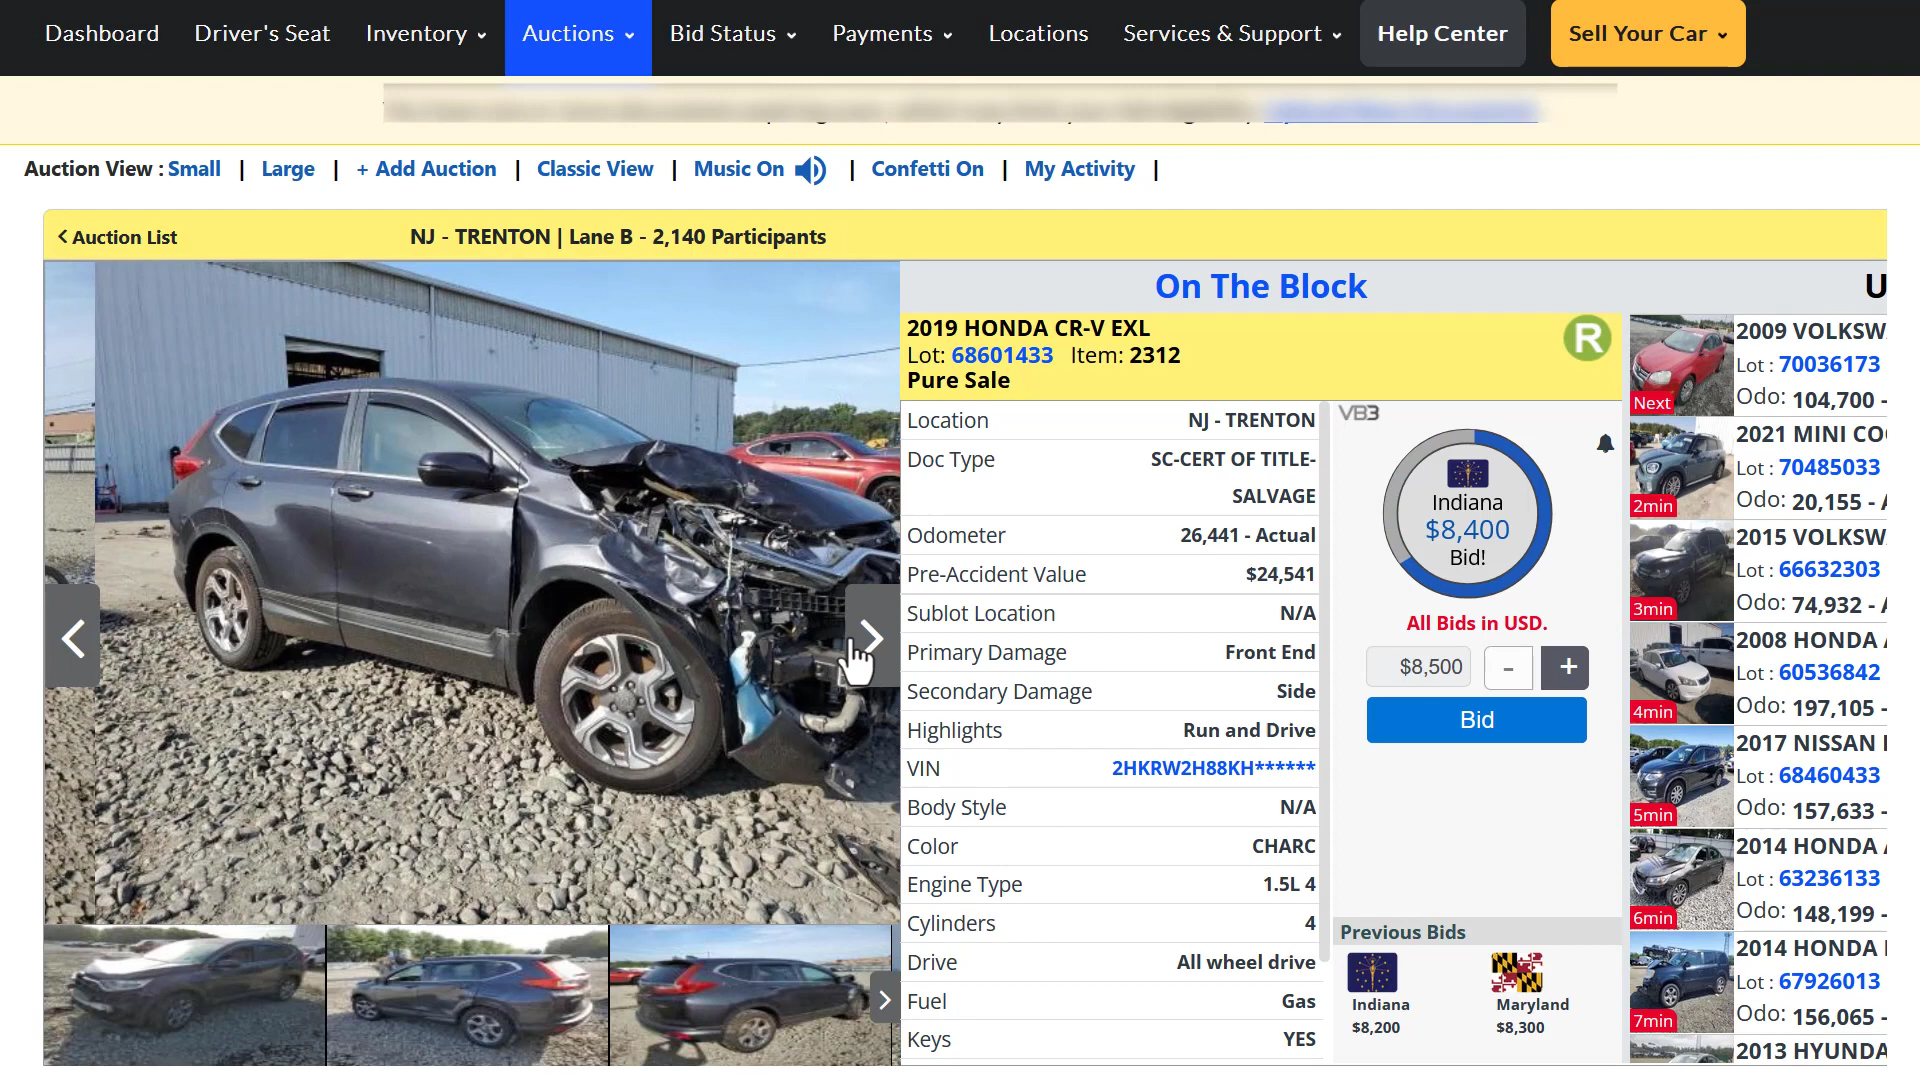 Dashboard Driver's Seat Inventory Auctions Bid Status Payments Locations Services & Support Help Center Sell Your Car
Auction View : Small | Large | + Add Auction | Classic View | Music On | Confetti On | My Activity |
< Auction List NJ - TRENTON | Lane B - 2,140 Participants
On The Block
U
2019 HONDA CR-V EXL
Lot: 68601433 Item: 2312
Pure Sale
R
Location NJ - TRENTON
Doc Type SC-CERT OF TITLE-
SALVAGE
Odometer 26,441 - Actual
Pre-Accident Value $24,541
Sublot Location N/A
Primary Damage Front End
Secondary Damage Side
Highlights Run and Drive
VIN 2HKRW2H88KH******
Body Style N/A
Color CHARC
Engine Type 1.5L 4
Cylinders 4
Drive All wheel drive
Fuel Gas
Keys YES
VB3
Indiana
$8,400
Bid!
All Bids in USD.
$8,500 - +
Bid
Previous Bids
Indiana
$8,200
Maryland
$8,300
2009 VOLKSW
Lot : 70036173
Odo: 104,700 -
Next
2021 MINI CO
Lot : 70485033
Odo: 20,155 - A
2min
2015 VOLKSW
Lot : 66632303
Odo: 74,932 - A
3min
2008 HONDA A
Lot : 60536842
Odo: 197,105 -
4min
2017 NISSAN
Lot : 68460433
Odo: 157,633 -
5min
2014 HONDA A
Lot : 63236133
Odo: 148,199 -
6min
2014 HONDA
Lot : 67926013
Odo: 156,065 -
7min
2013 HYUNDA